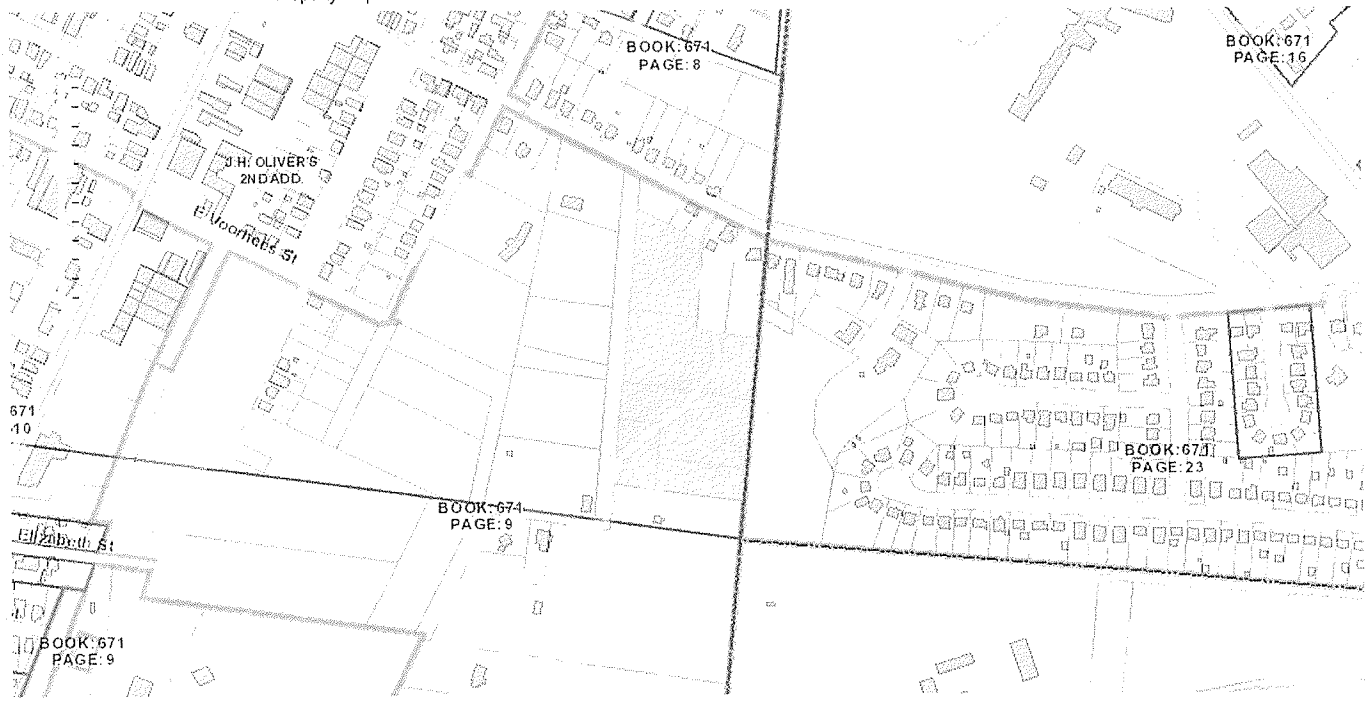 BOOK: 671
PAGE: 8
BOOK: 671
PAGE: 16
J.H. OLIVER'S
2ND ADD.
E Voorhees St
671
10
BOOK: 671
PAGE: 23
BOOK: 671
PAGE: 9
Elizabeth St
BOOK: 671
PAGE: 9